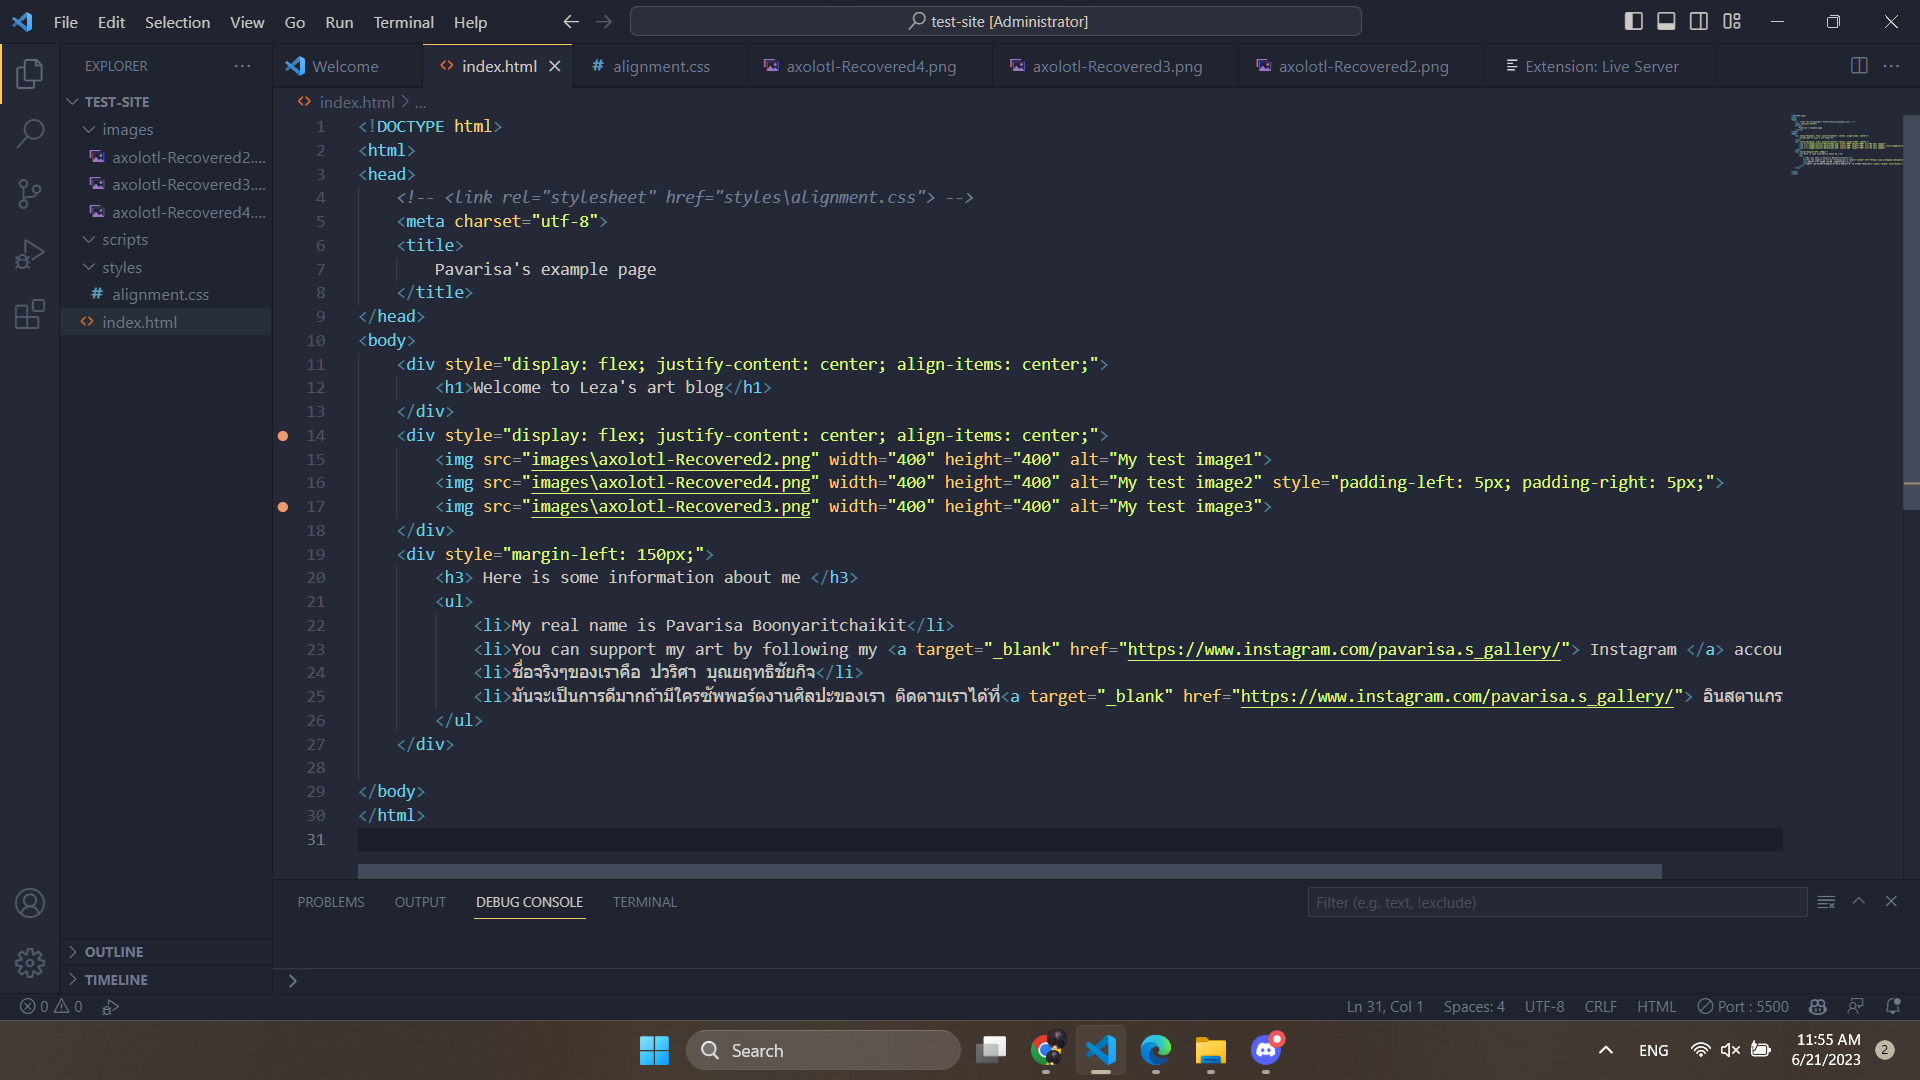 File Edit Selection View Go Run Terminal Help
test-site [Administrator]
EXPLORER
Welcome
index.html
alignment.css
axolotl-Recovered4.png
axolotl-Recovered3.png
axolotl-Recovered2.png
Extension: Live Server
TEST-SITE
images
axolotl-Recovered2....
axolotl-Recovered3....
axolotl-Recovered4....
scripts
styles
alignment.css
index.html
OUTLINE
TIMELINE
index.html > ...
1 <!DOCTYPE html>
2 <html>
3 <head>
4 <!-- <link rel="stylesheet" href="styles\alignment.css"> -->
5 <meta charset="utf-8">
6 <title>
7 Pavarisa's example page
8 </title>
9 </head>
10 <body>
11 <div style="display: flex; justify-content: center; align-items: center;">
12 <h1>Welcome to Leza's art blog</h1>
13 </div>
14 <div style="display: flex; justify-content: center; align-items: center;">
15 <img src="images\axolotl-Recovered2.png" width="400" height="400" alt="My test image1">
16 <img src="images\axolotl-Recovered4.png" width="400" height="400" alt="My test image2" style="padding-left: 5px; padding-right: 5px;">
17 <img src="images\axolotl-Recovered3.png" width="400" height="400" alt="My test image3">
18 </div>
19 <div style="margin-left: 150px;">
20 <h3> Here is some information about me </h3>
21 <ul>
22 <li>My real name is Pavarisa Boonyaritchaikit</li>
23 <li>You can support my art by following my <a target="_blank" href="https://www.instagram.com/pavarisa.s_gallery/"> Instagram </a> accou
24 <li>ชื่อจริงๆของเราคือ ปวริศา บุณยฤทธิชัยกิจ</li>
25 <li>มันจะเป็นการดีมากถ้ามีใครซัพพอร์ตงานศิลปะของเรา ติดตามเราได้ที่<a target="_blank" href="https://www.instagram.com/pavarisa.s_gallery/"> อินสตาแกร
26 </ul>
27 </div>
28
29 </body>
30 </html>
31
PROBLEMS OUTPUT DEBUG CONSOLE TERMINAL
Filter (e.g. text, !exclude)
0 0
Ln 31, Col 1 Spaces: 4 UTF-8 CRLF HTML Port : 5500
Search
ENG
11:55 AM
6/21/2023
2